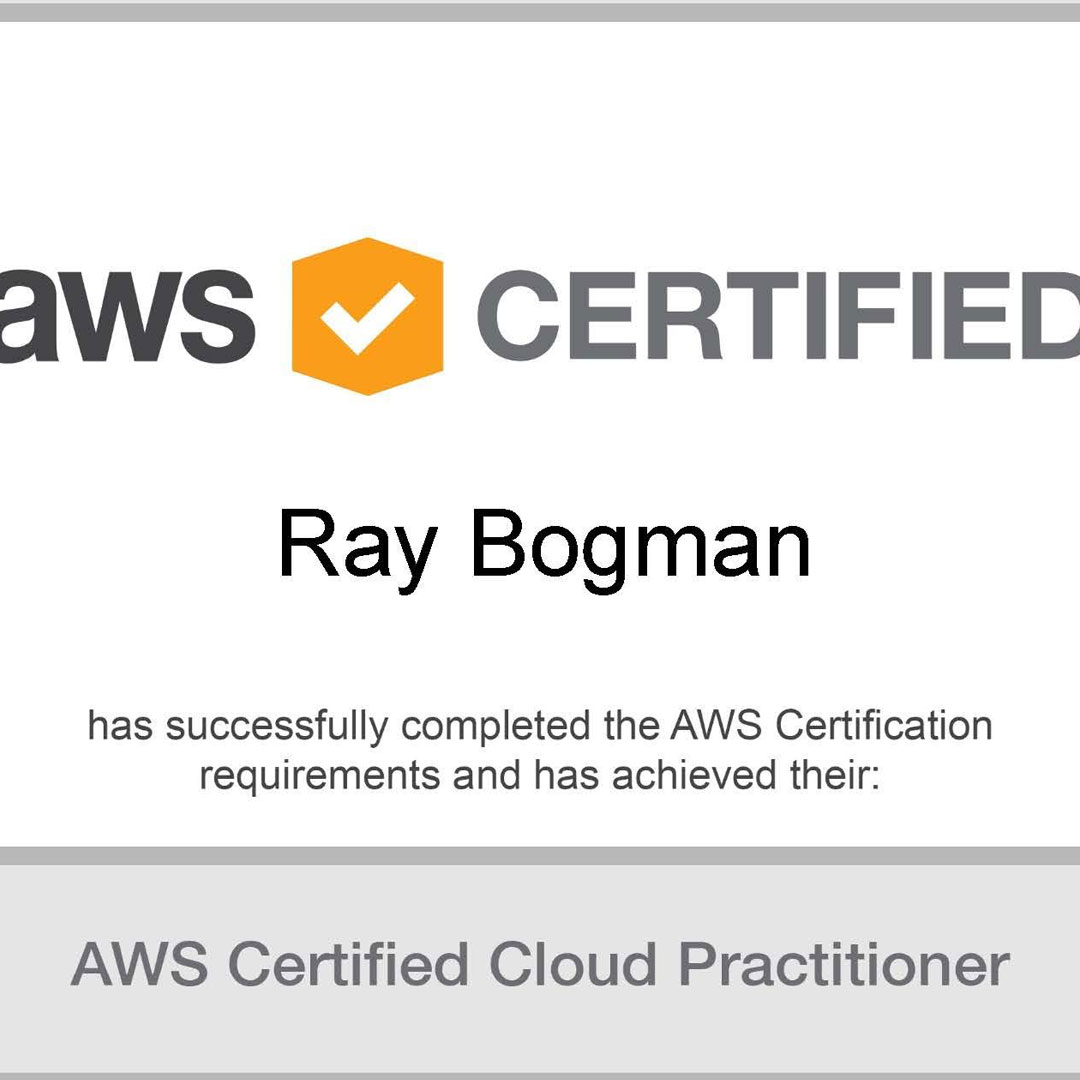 aws CERTIFIED
Ray Bogman
has successfully completed the AWS Certification
requirements and has achieved their:
AWS Certified Cloud Practitioner